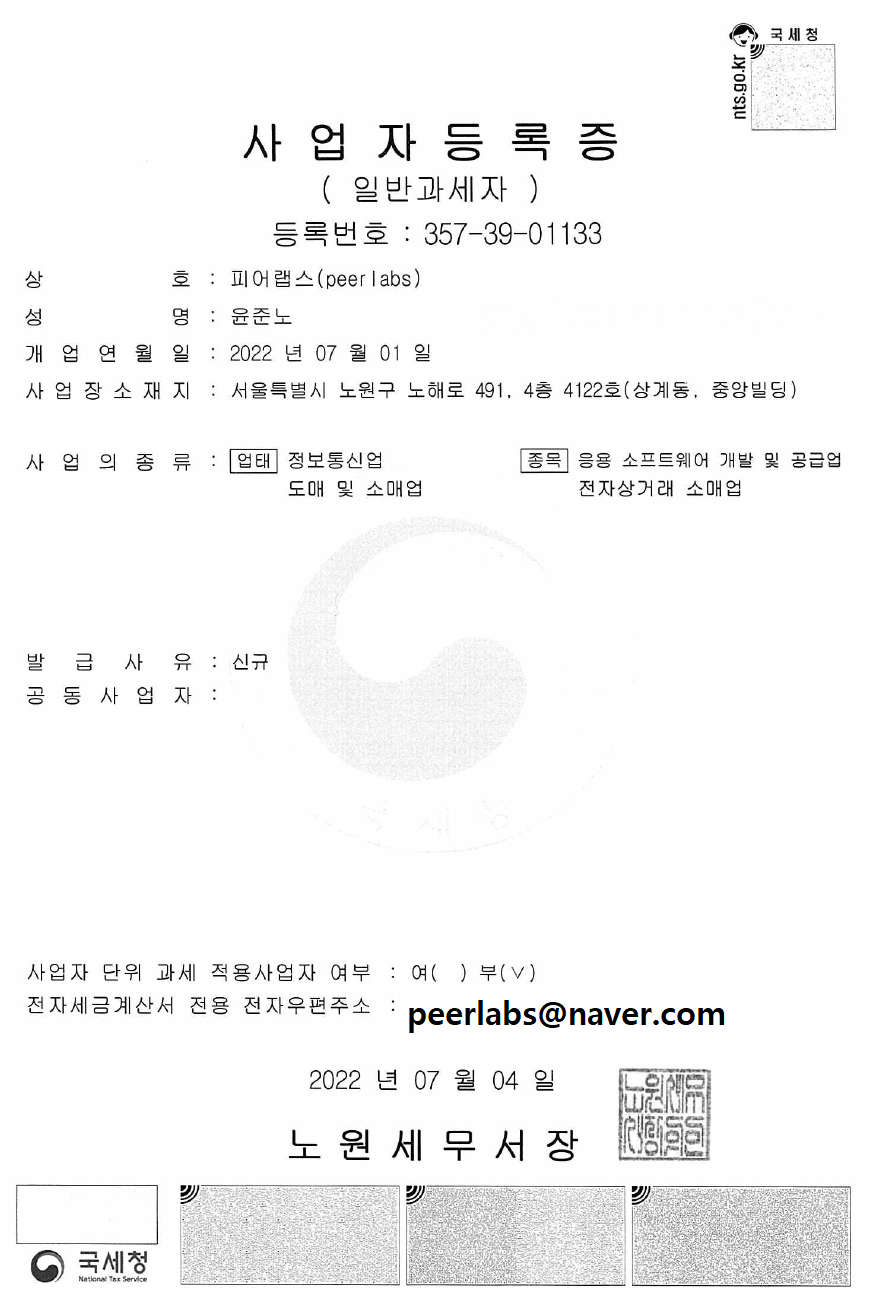 국세청
nts.go.kr
사업자등록증
( 일반과세자 )
등록번호 : 357-39-01133
상 호 : 피어랩스(peerlabs)
성 명 : 윤준노
개업연월일 : 2022 년 07 월 01 일
사업장소재지 : 서울특별시 노원구 노해로 491, 4층 4122호(상계동, 중앙빌딩)
사업의종류 : 업태 정보통신업 종목 응용 소프트웨어 개발 및 공급업
도매 및 소매업 전자상거래 소매업
발급사유 : 신규
공동사업자 :
국세청
사업자 단위 과세 적용사업자 여부 : 여( ) 부(∨)
전자세금계산서 전용 전자우편주소 : peerlabs@naver.com
2022 년 07 월 04 일
노원세무서장
국세청
National Tax Service